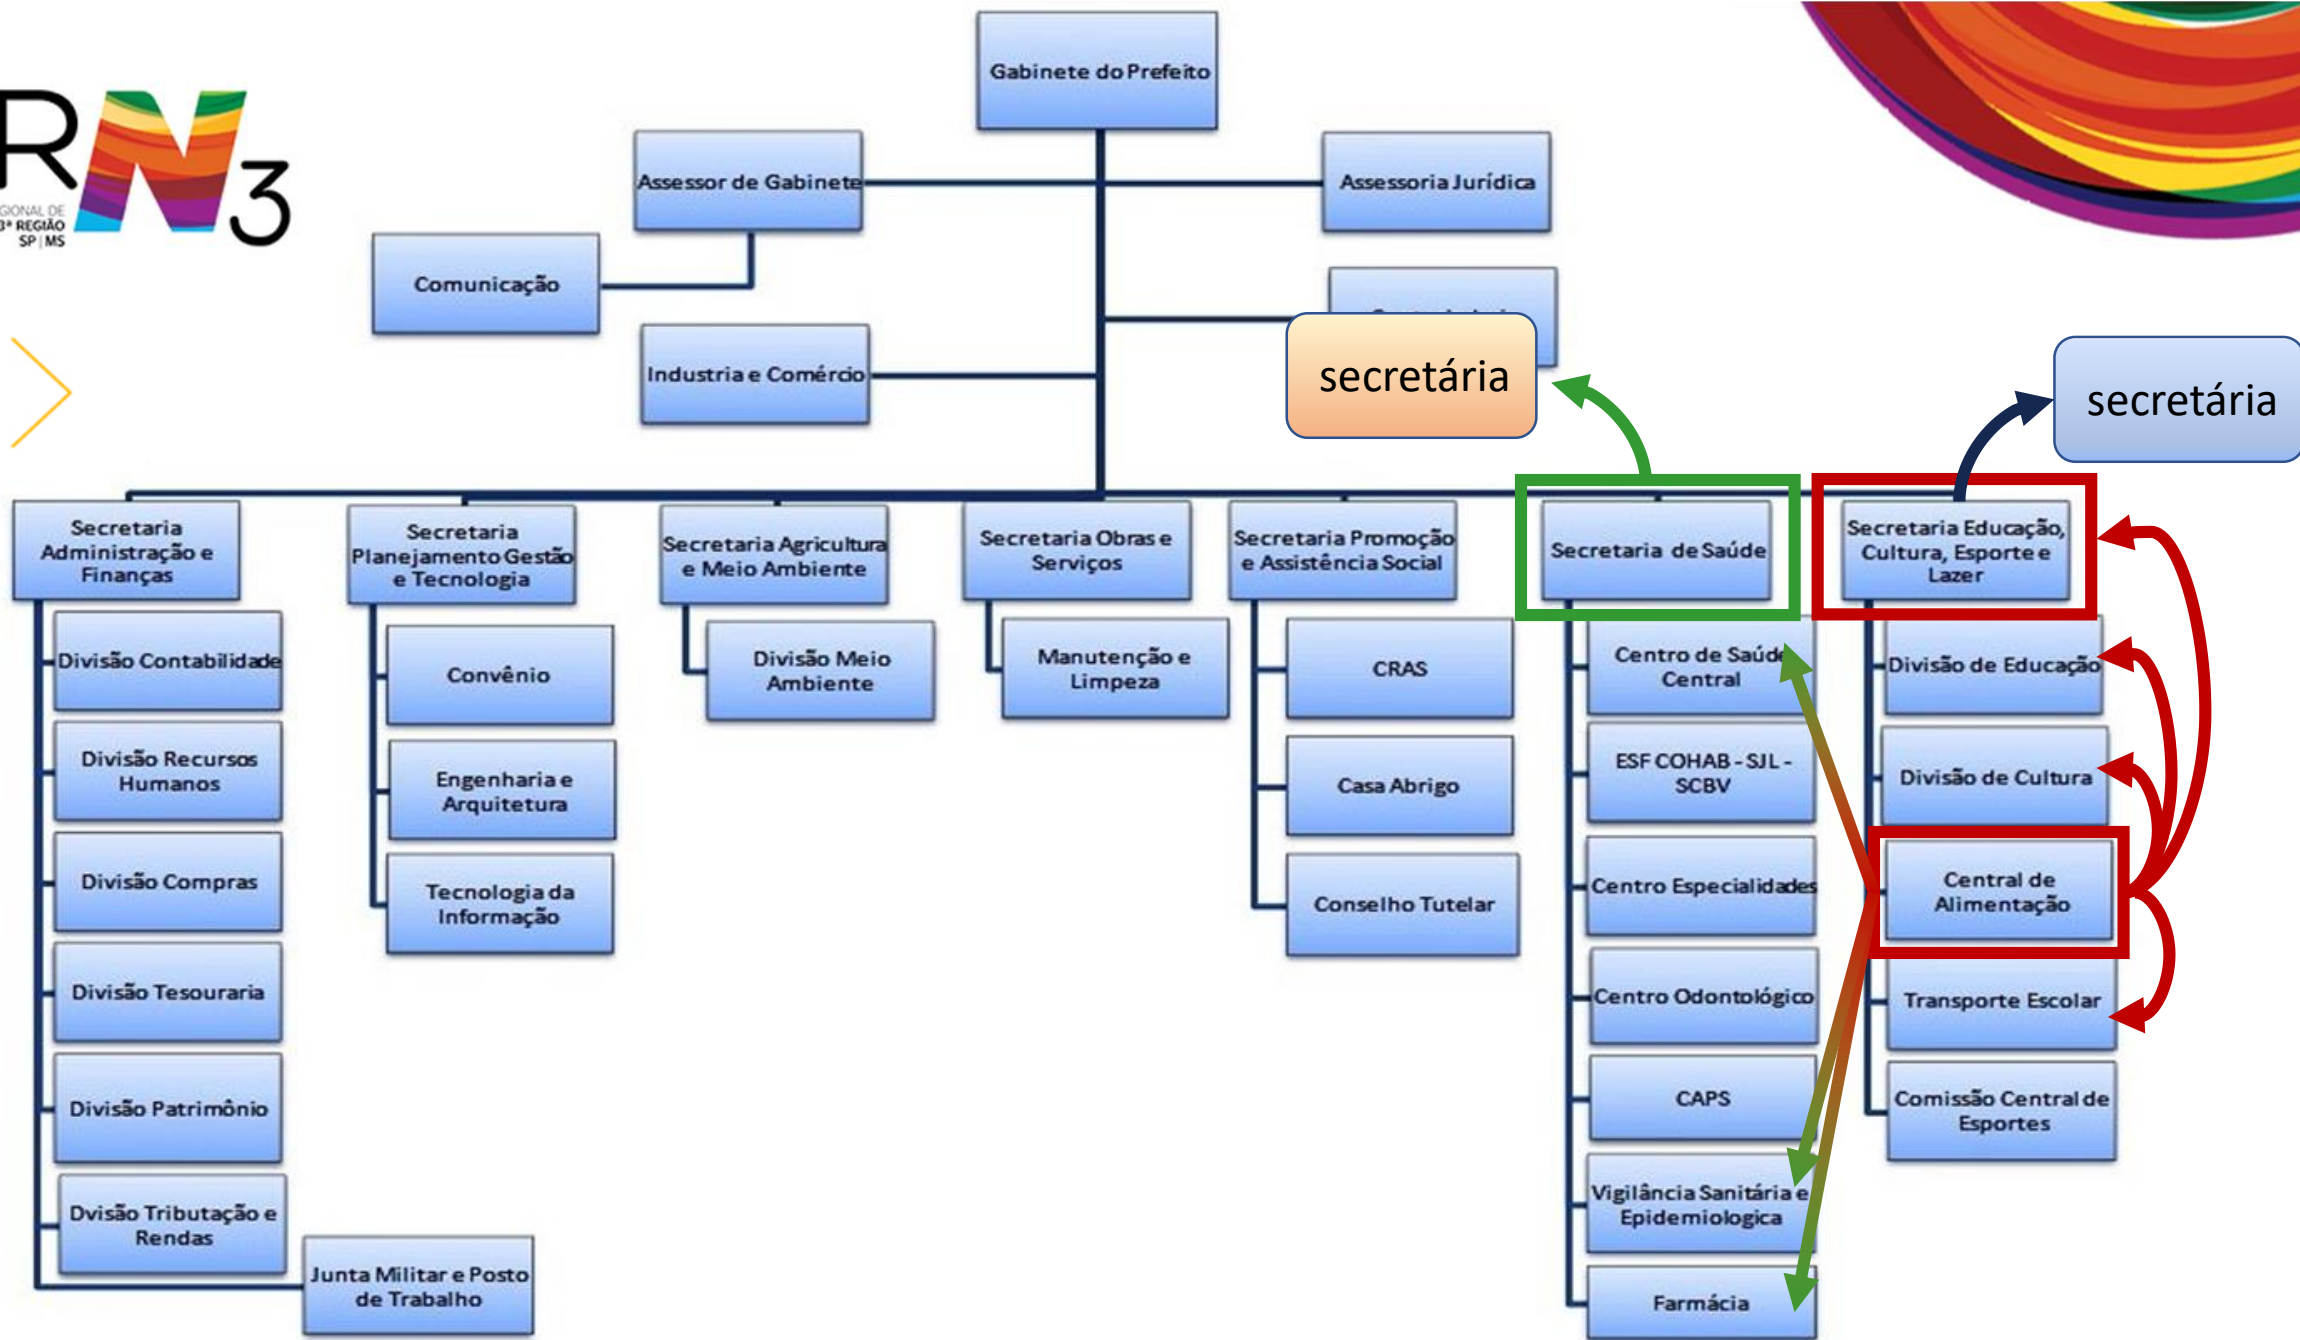 Gabinete do Prefeito
RN3
GIONAL DE
3ª REGIÃO
SP | MS
Assessor de Gabinete
Assessoria Jurídica
Comunicação
Industria e Comércio
secretária
secretária
Secretaria
Administração e
Finanças
Secretaria
Planejamento Gestão
e Tecnologia
Secretaria Agricultura
e Meio Ambiente
Secretaria Obras e
Serviços
Secretaria Promoção
e Assistência Social
Secretaria de Saúde
Secretaria Educação,
Cultura, Esporte e
Lazer
Divisão Contabilidade
Divisão Recursos
Humanos
Divisão Compras
Divisão Tesouraria
Divisão Patrimônio
Dvisão Tributação e
Rendas
Junta Militar e Posto
de Trabalho
Convênio
Engenharia e
Arquitetura
Tecnologia da
Informação
Divisão Meio
Ambiente
Manutenção e
Limpeza
CRAS
Casa Abrigo
Conselho Tutelar
Centro de Saúde
Central
ESF COHAB - SJL -
SCBV
Centro Especialidades
Centro Odontológico
CAPS
Vigilância Sanitária e
Epidemiologica
Farmácia
Divisão de Educação
Divisão de Cultura
Central de
Alimentação
Transporte Escolar
Comissão Central de
Esportes